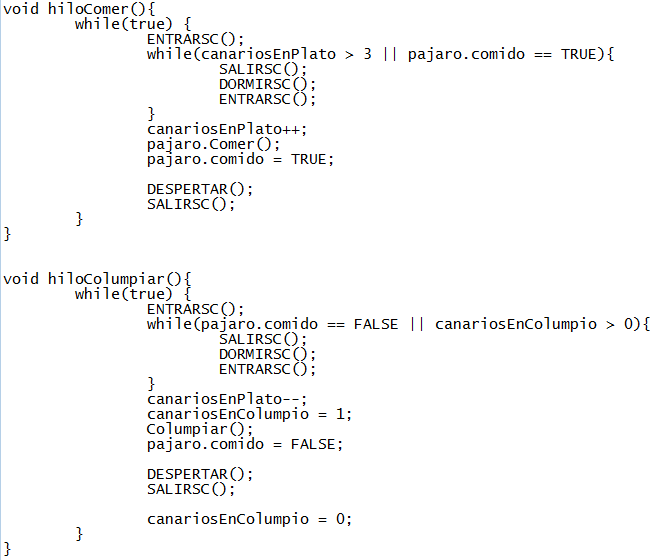 void hiloComer(){
while(true) {
ENTRARSC();
while(canariosEnPlato > 3 || pajaro.comido == TRUE){
SALIRSC();
DORMIRSC();
ENTRARSC();
}
canariosEnPlato++;
pajaro.Comer();
pajaro.comido = TRUE;
DESPERTAR();
SALIRSC();
}
}
void hiloColumpiar(){
while(true) {
ENTRARSC();
while(pajaro.comido == FALSE || canariosEnColumpio > 0){
SALIRSC();
DORMIRSC();
ENTRARSC();
}
canariosEnPlato--;
canariosEnColumpio = 1;
Columpiar();
pajaro.comido = FALSE;
DESPERTAR();
SALIRSC();
canariosEnColumpio = 0;
}
}